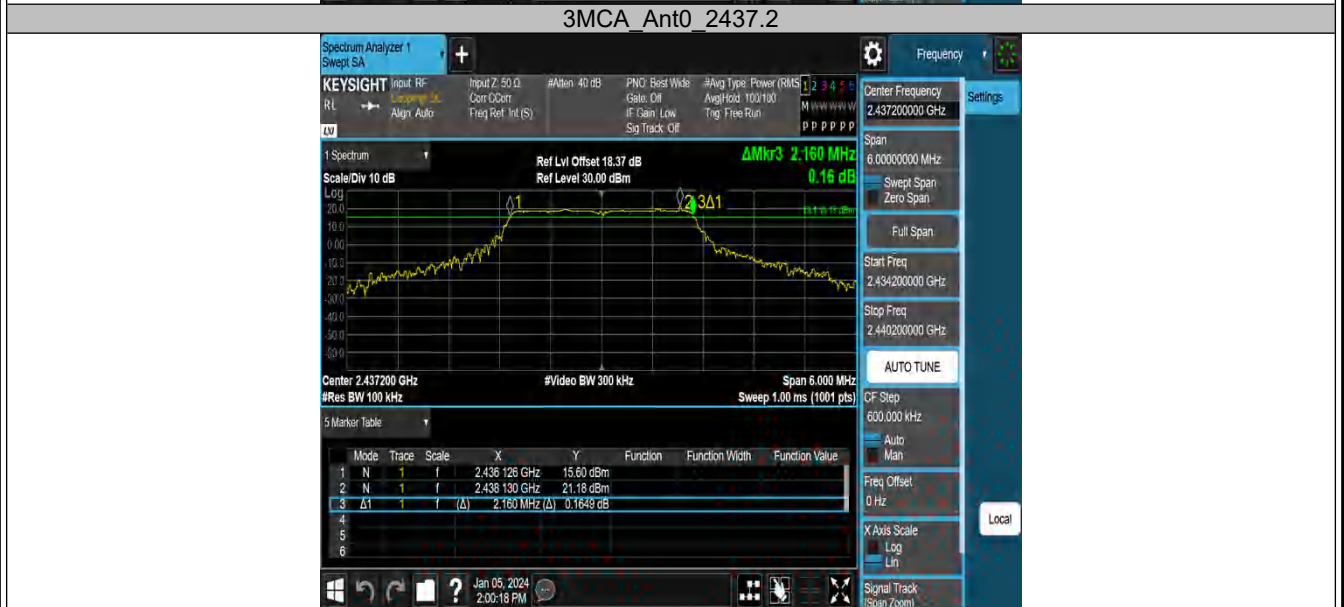 3MCA_Ant0_2437.2
Spectrum Analyzer 1
Swept SA
+
Frequency
KEYSIGHT
RL
LXI
Input: RF
Align: Auto
Input Z: 50 Ω
Corr CCorr
Freq Ref: Int (S)
#Atten: 40 dB
PNO: Best Wide
Gate: Off
IF Gain: Low
Sig Track: Off
#Avg Type: Power (RMS
Avg|Hold: 100/100
Trig: Free Run
1 2 3 4 5 6
M W W W W W
P P P P P P
Center Frequency
2.437200000 GHz
Settings
Span
6.00000000 MHz
Swept Span
Zero Span
Full Span
Start Freq
2.434200000 GHz
Stop Freq
2.440200000 GHz
AUTO TUNE
CF Step
600.000 kHz
Auto
Man
Freq Offset
0 Hz
X Axis Scale
Log
Lin
Signal Track
(Span Zoom)
Local
1 Spectrum
Scale/Div 10 dB
Log
Ref Lvl Offset 18.37 dB
Ref Level 30.00 dBm
ΔMkr3 2.160 MHz
0.16 dB
1
2 3Δ1
20.0
10.0
0.00
-10.0
-20.0
-30.0
-40.0
-50.0
-60.0
Center 2.437200 GHz
#Video BW 300 kHz
Span 6.000 MHz
#Res BW 100 kHz
Sweep 1.00 ms (1001 pts)
5 Marker Table
Mode Trace Scale X Y Function Function Width Function Value
1 N 1 f 2.436 126 GHz 15.60 dBm
2 N 1 f 2.438 130 GHz 21.18 dBm
3 Δ1 1 f (Δ) 2.160 MHz (Δ) 0.1649 dB
4
5
6
?
Jan 05, 2024
2:00:18 PM